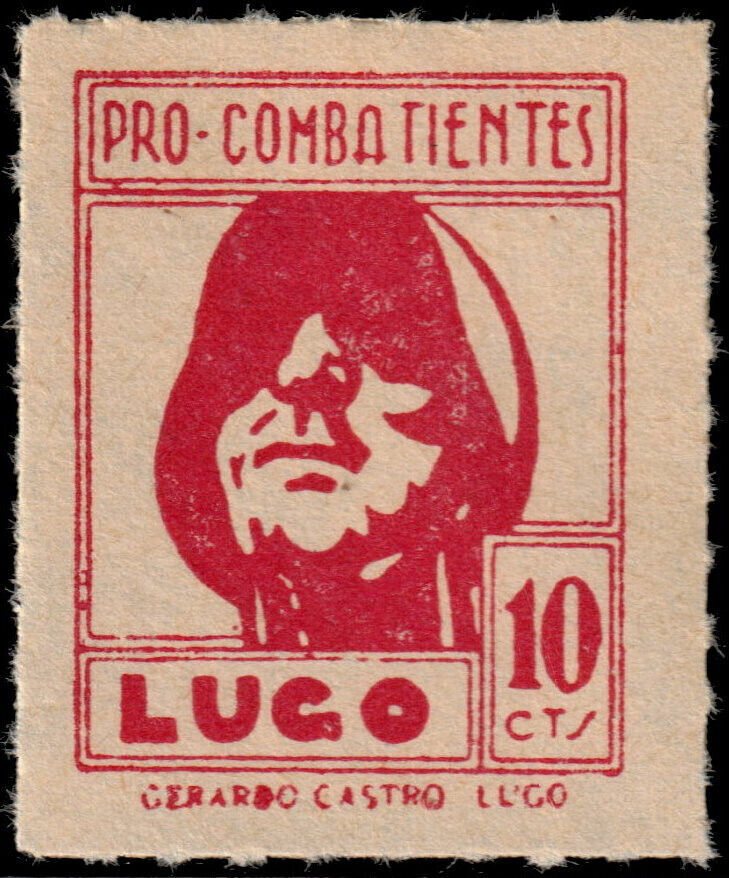 PRO-COMBATIENTES
LUGO
10
CTS
GERARDO CASTRO LUGO